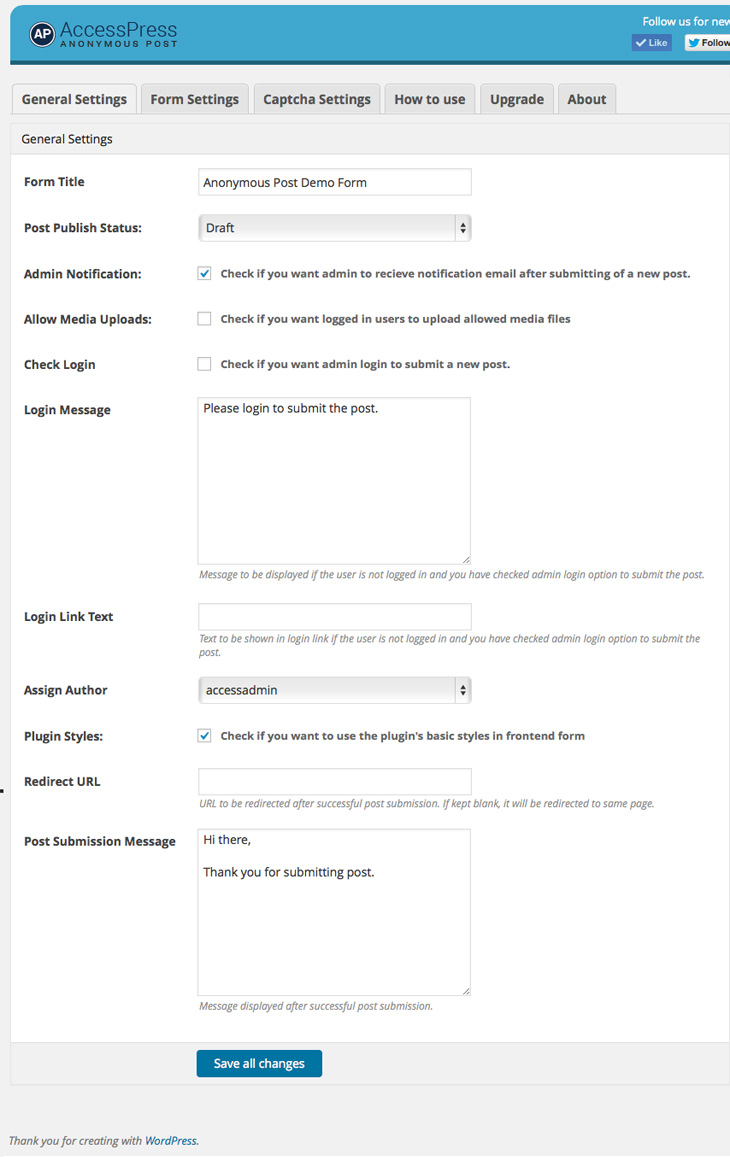 AP AccessPress
ANONYMOUS POST
Follow us for new
Like
Follow
General Settings
Form Settings
Captcha Settings
How to use
Upgrade
About
General Settings
Form Title
Anonymous Post Demo Form
Post Publish Status:
Draft
Admin Notification:
Check if you want admin to recieve notification email after submitting of a new post.
Allow Media Uploads:
Check if you want logged in users to upload allowed media files
Check Login
Check if you want admin login to submit a new post.
Login Message
Please login to submit the post.
Message to be displayed if the user is not logged in and you have checked admin login option to submit the post.
Login Link Text
Text to be shown in login link if the user is not logged in and you have checked admin login option to submit the
post.
Assign Author
accessadmin
Plugin Styles:
Check if you want to use the plugin's basic styles in frontend form
Redirect URL
URL to be redirected after successful post submission. If kept blank, it will be redirected to same page.
Post Submission Message
Hi there,
Thank you for submitting post.
Message displayed after successful post submission.
Save all changes
Thank you for creating with WordPress.